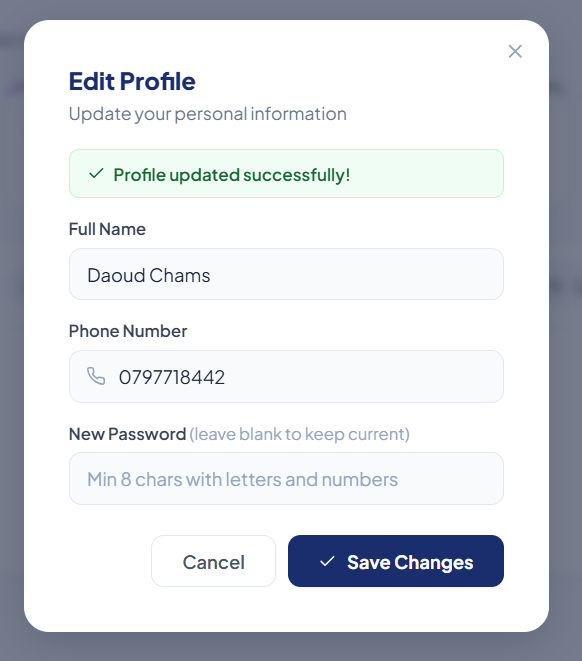 Edit Profile
Update your personal information
Profile updated successfully!
Full Name
Daoud Chams
Phone Number
0797718442
New Password (leave blank to keep current)
Min 8 chars with letters and numbers
Cancel
Save Changes